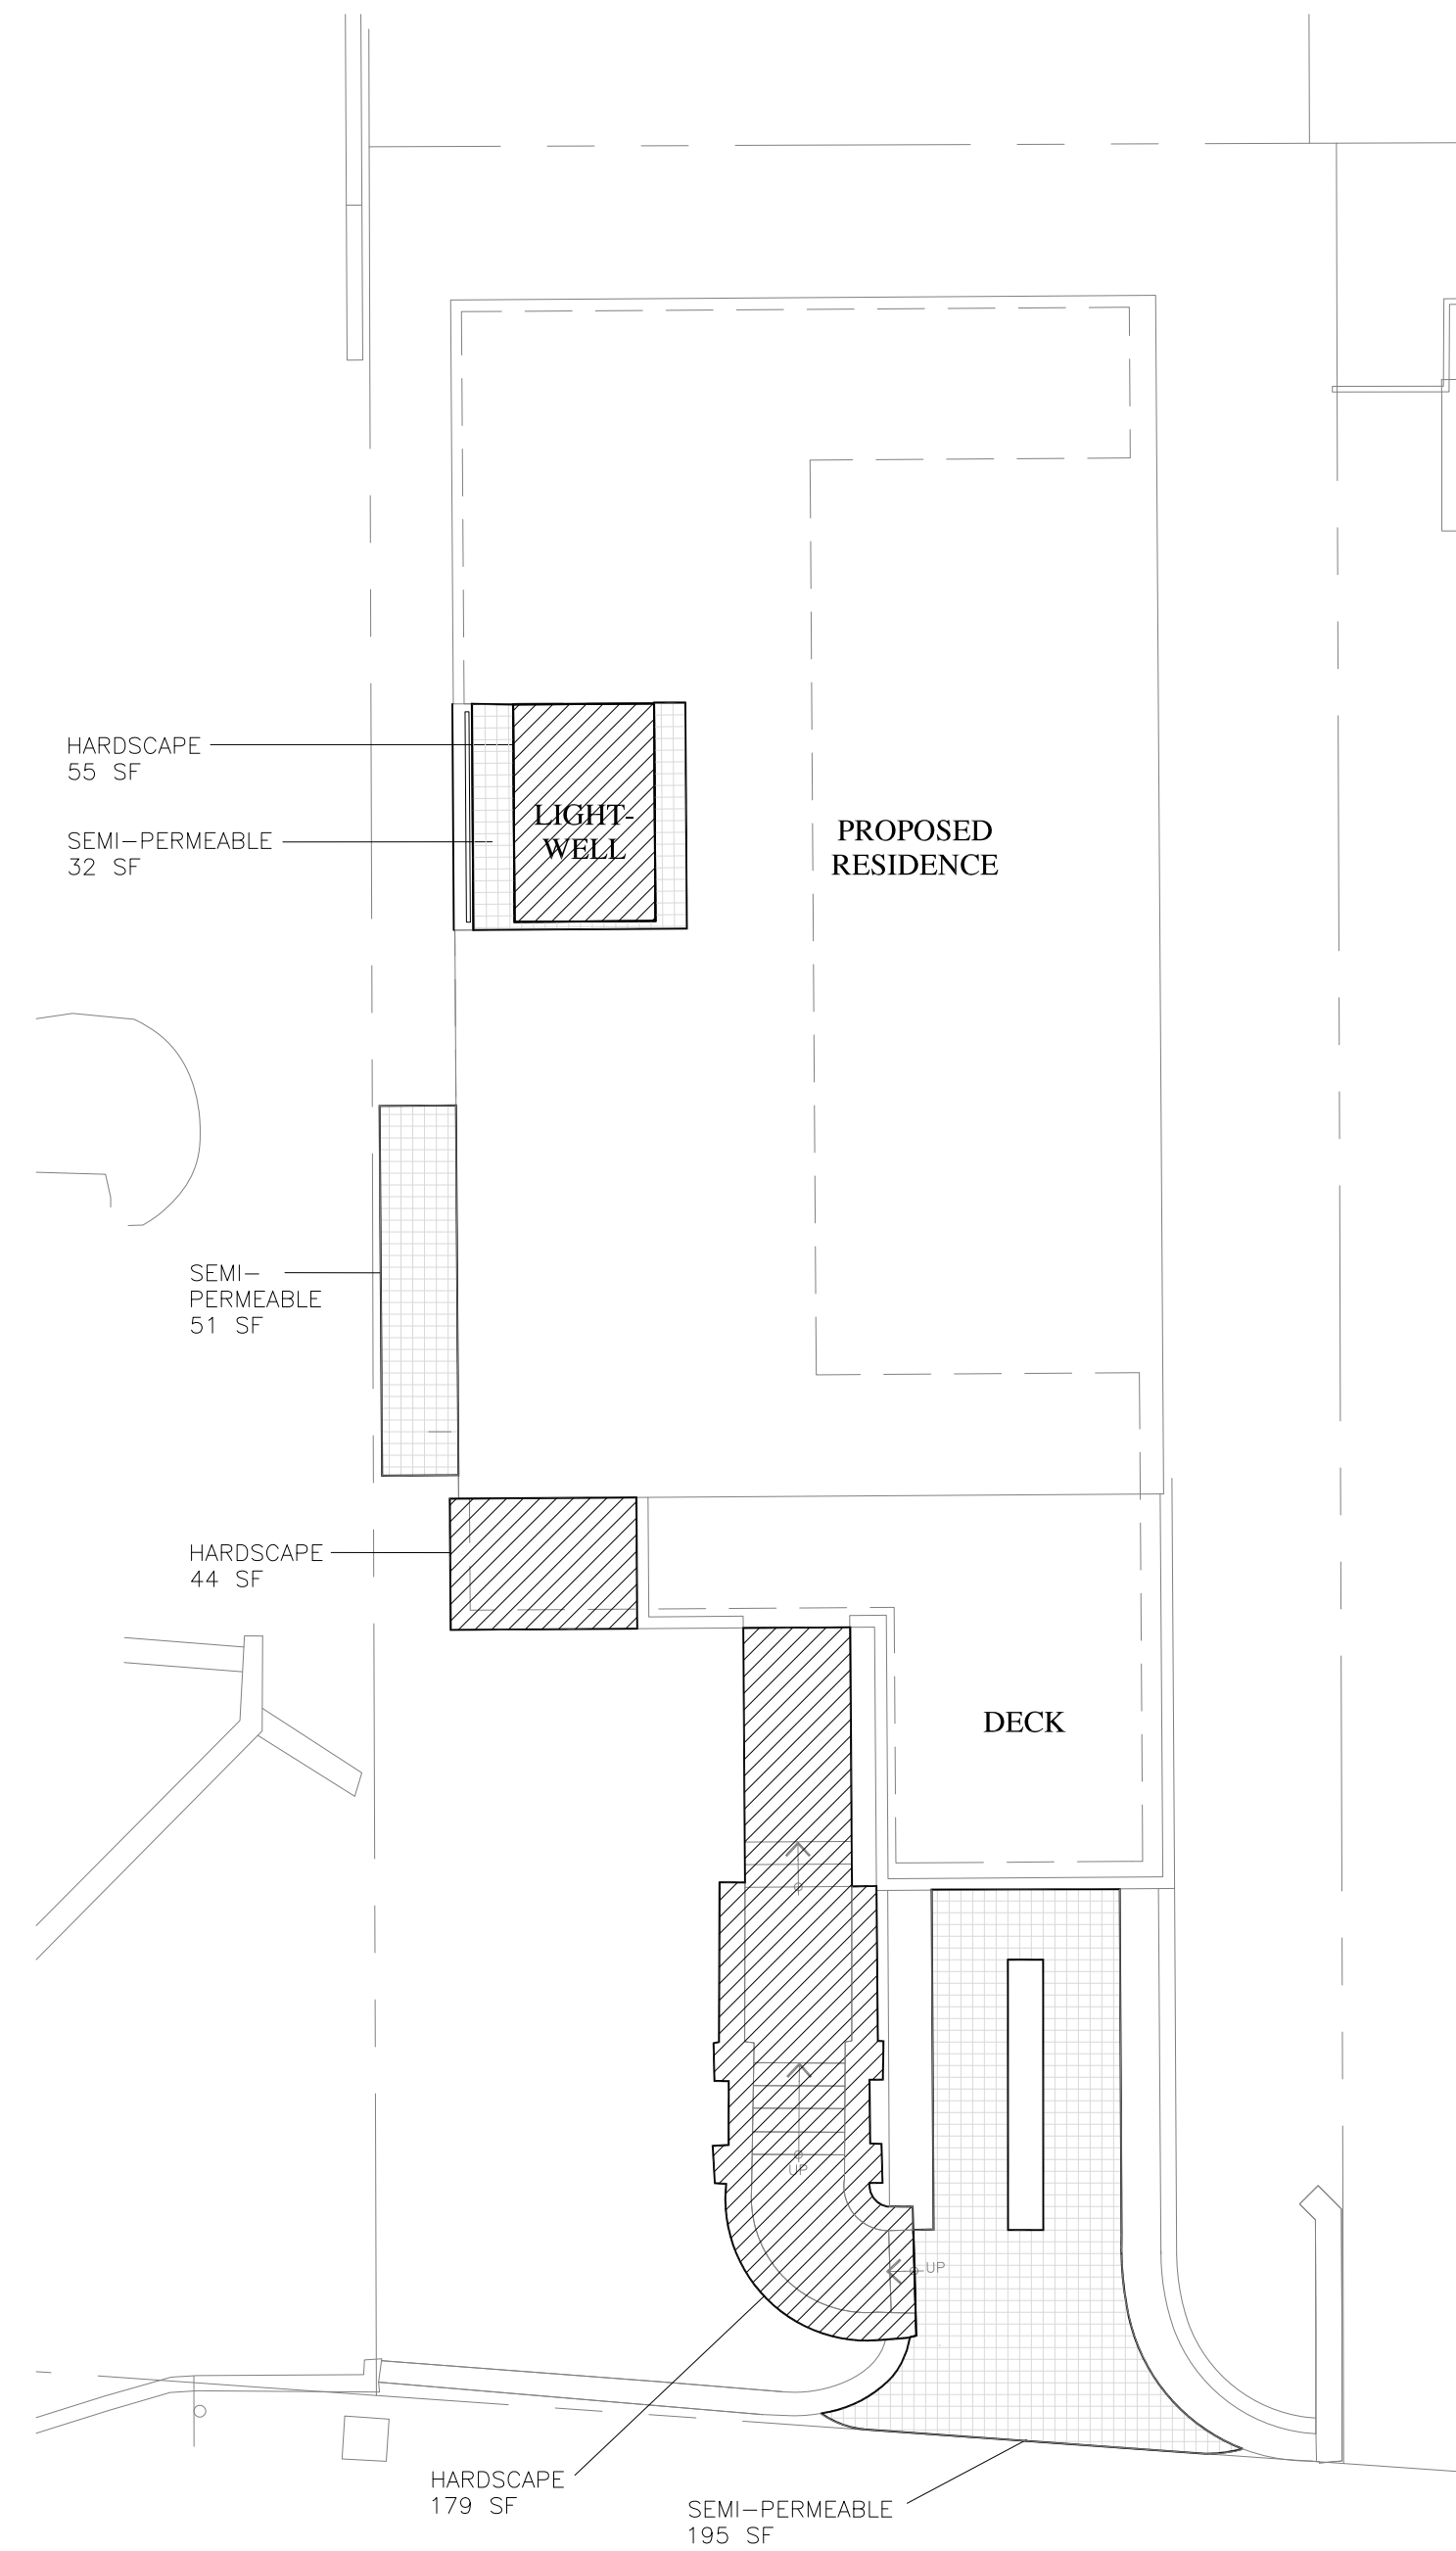 HARDSCAPE
55 SF
LIGHT-
WELL
PROPOSED
RESIDENCE
SEMI-PERMEABLE
32 SF
SEMI-
PERMEABLE
51 SF
HARDSCAPE
44 SF
DECK
UP
UP
HARDSCAPE
179 SF
SEMI-PERMEABLE
195 SF